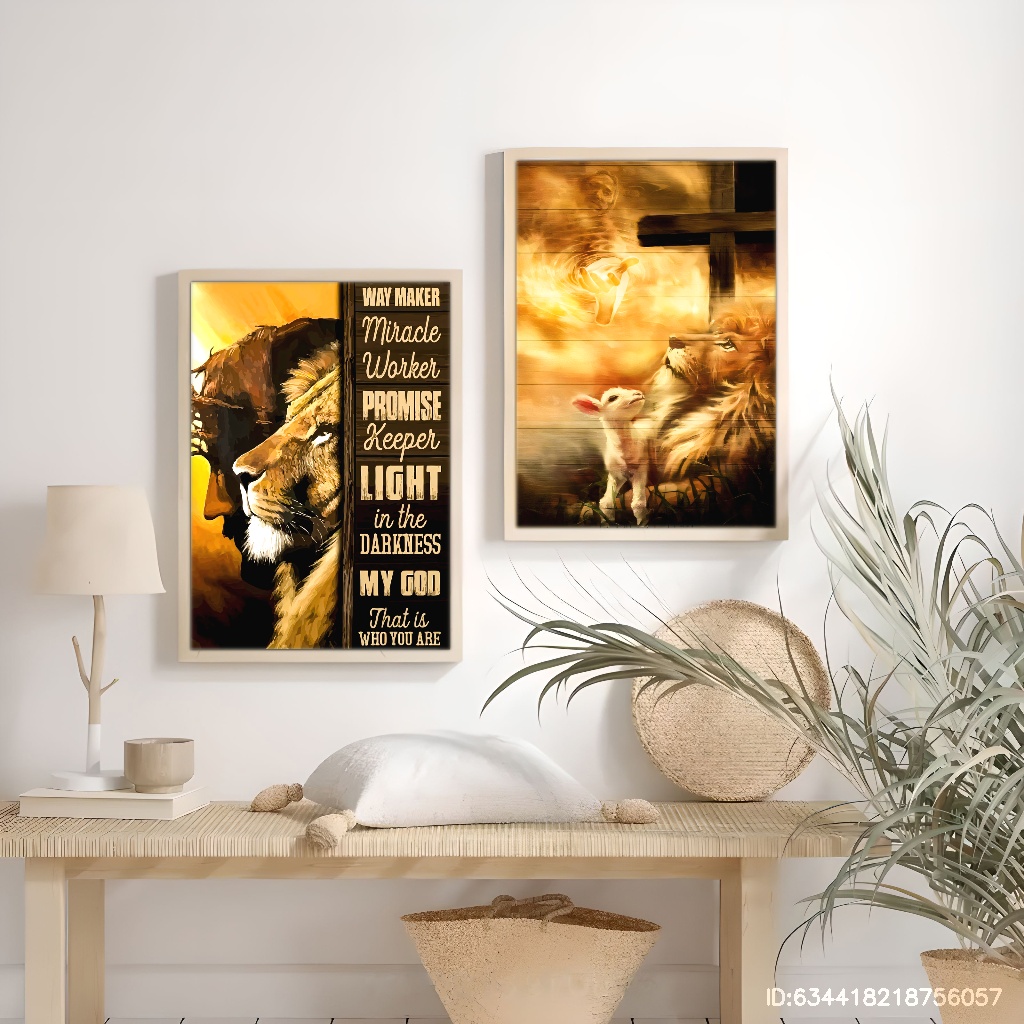 WAY MAKER
Miracle
Worker
PROMISE
Keeper
LIGHT
in the
DARKNESS
MY GOD
That is
WHO YOU ARE
ID:634418218756057